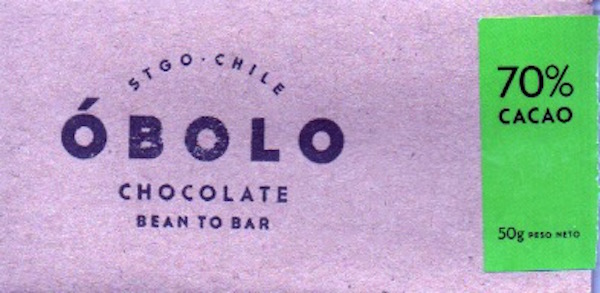 STGO · CHILE
ÓBOLO
CHOCOLATE
BEAN TO BAR
70%
CACAO
50g PESO NETO